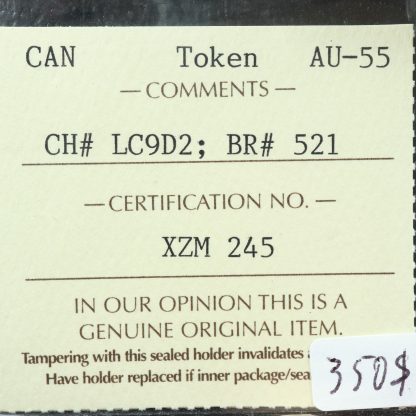 CAN Token AU-55
—COMMENTS—
CH# LC9D2; BR# 521
—CERTIFICATION NO.—
XZM 245
IN OUR OPINION THIS IS A
GENUINE ORIGINAL ITEM.
Tampering with this sealed holder invalidates
Have holder replaced if inner package/sea
350$